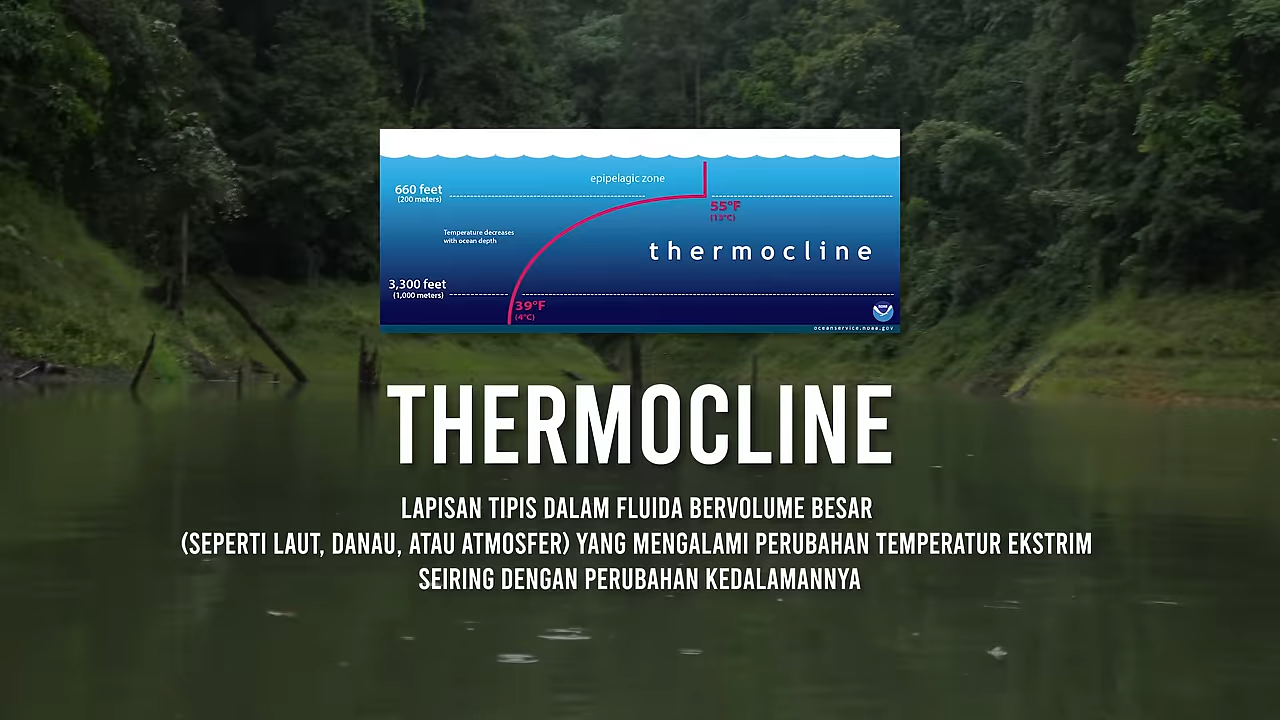 epipelagic zone
660 feet
(200 meters)
55°F
(13°C)
Temperature decreases
with ocean depth
thermocline
3,300 feet
(1,000 meters)
39°F
(4°C)
NOAA
oceanservice.noaa.gov
THERMOCLINE
LAPISAN TIPIS DALAM FLUIDA BERVOLUME BESAR
(SEPERTI LAUT, DANAU, ATAU ATMOSFER) YANG MENGALAMI PERUBAHAN TEMPERATUR EKSTRIM
SEIRING DENGAN PERUBAHAN KEDALAMANNYA